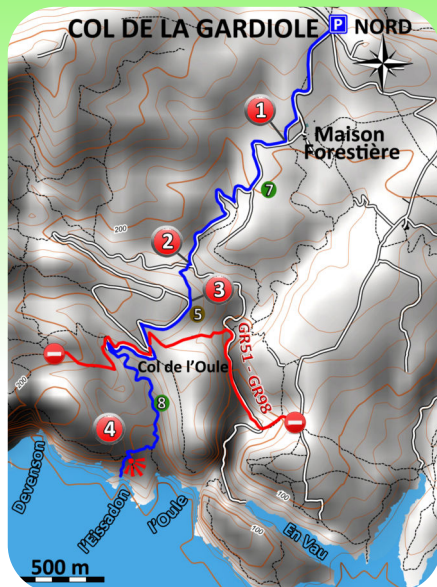 COL DE LA GARDIOLE
P
NORD
1
Maison
Forestière
7
200
2
3
5
GR51 - GR98
Col de l'Oule
200
8
4
Devenson
l'Eissadon
l'Oule
En Vau
100
100
500 m